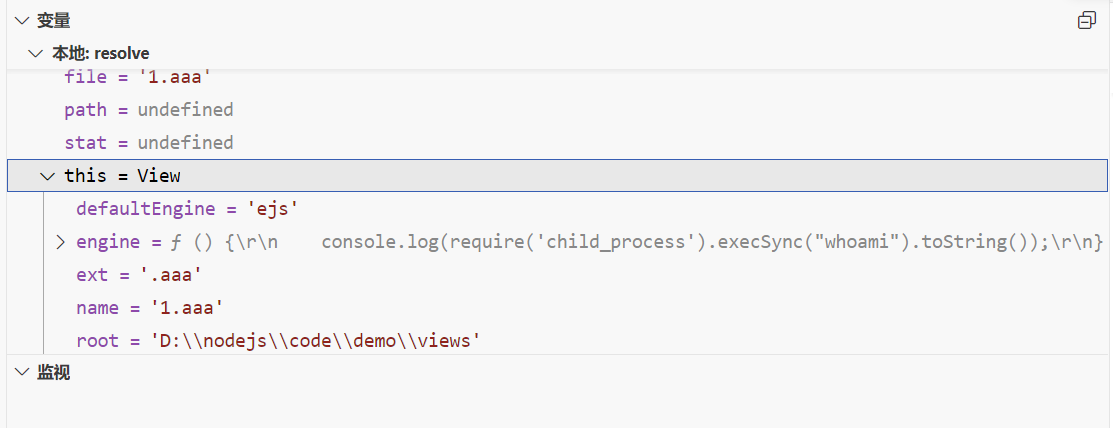 变量
本地: resolve
file = '1.aaa'
path = undefined
stat = undefined
this = View
defaultEngine = 'ejs'
engine = ƒ () {\r\n    console.log(require('child_process').execSync("whoami").toString());\r\n}
ext = '.aaa'
name = '1.aaa'
root = 'D:\\nodejs\\code\\demo\\views'
监视